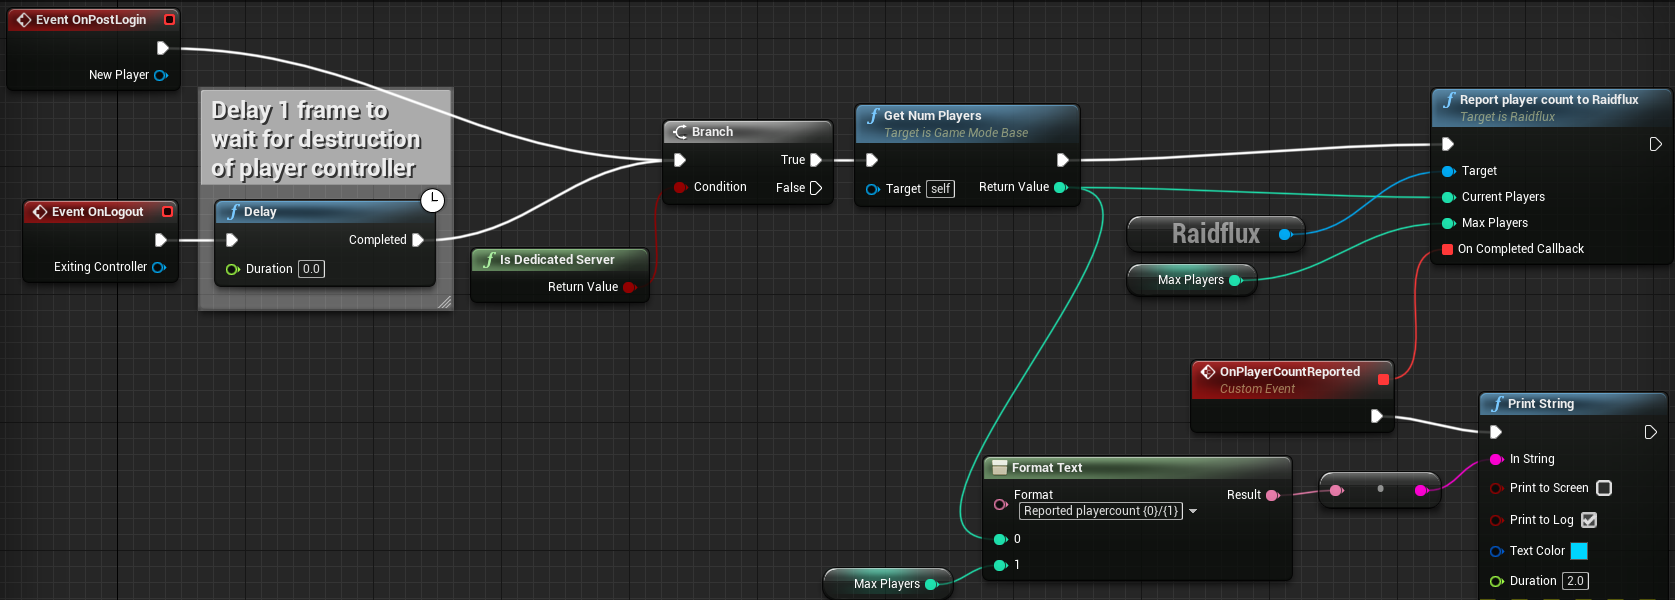 Event OnPostLogin
New Player
Delay 1 frame to
wait for destruction
of player controller
Event OnLogout
Exiting Controller
Delay
Completed
Duration 0.0
Is Dedicated Server
Return Value
Branch
True
Condition
False
Get Num Players
Target is Game Mode Base
Target self
Return Value
Raidflux
Max Players
Report player count to Raidflux
Target is Raidflux
Target
Current Players
Max Players
On Completed Callback
OnPlayerCountReported
Custom Event
Format Text
Format
Reported playercount {0}/{1}
Result
0
1
Max Players
Print String
In String
Print to Screen
Print to Log
Text Color
Duration 2.0